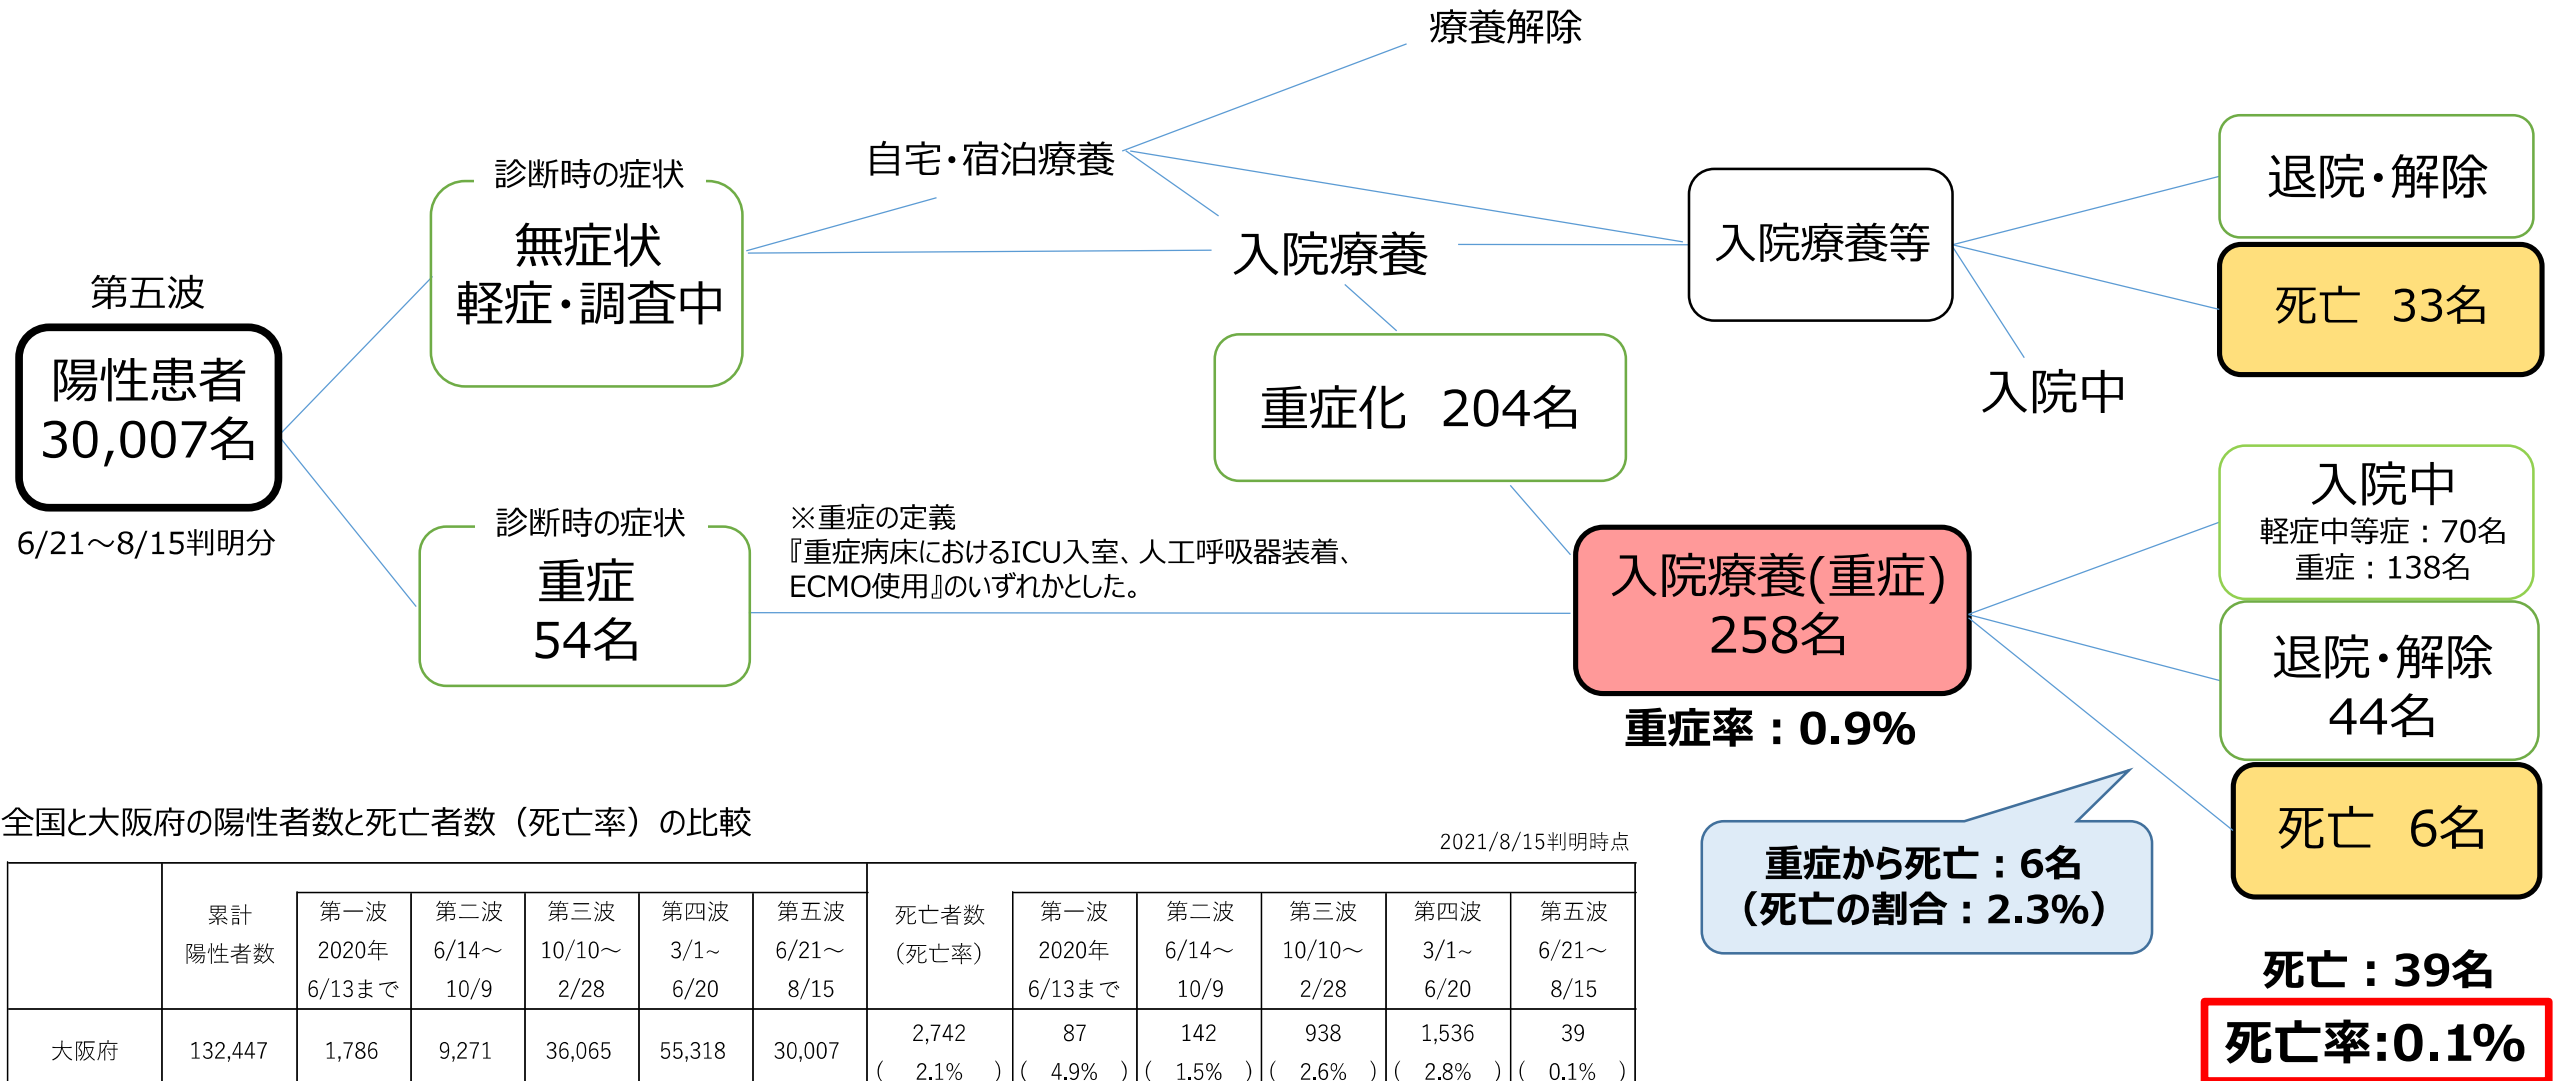 療養解除
自宅・宿泊療養
診断時の症状
無症状
軽症・調査中
入院療養
入院療養等
退院・解除
死亡 33名
入院中
第五波
陽性患者
30,007名
6/21～8/15判明分
重症化 204名
診断時の症状
重症
54名
※重症の定義
『重症病床におけるICU入室、人工呼吸器装着、
ECMO使用』のいずれかとした。
入院療養(重症)
258名
重症率：0.9%
入院中
軽症中等症：70名
重症：138名
退院・解除
44名
死亡 6名
重症から死亡：6名
（死亡の割合：2.3%）
死亡：39名
死亡率:0.1%
全国と大阪府の陽性者数と死亡者数（死亡率）の比較
2021/8/15判明時点
累計 第一波 第二波 第三波 第四波 第五波 死亡者数 第一波 第二波 第三波 第四波 第五波
陽性者数 2020年 6/14～ 10/10～ 3/1~ 6/21～ （死亡率） 2020年 6/14～ 10/10～ 3/1~ 6/21～
6/13まで 10/9 2/28 6/20 8/15 6/13まで 10/9 2/28 6/20 8/15
大阪府 132,447 1,786 9,271 36,065 55,318 30,007 2,742 87 142 938 1,536 39
( 2.1% ) ( 4.9% ) ( 1.5% ) ( 2.6% ) ( 2.8% ) ( 0.1% )